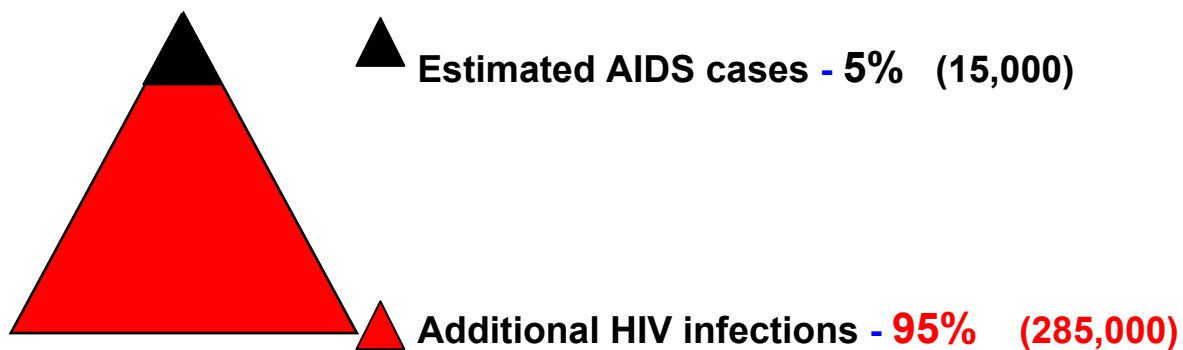 Estimated AIDS cases - 5% (15,000)
Additional HIV infections - 95% (285,000)